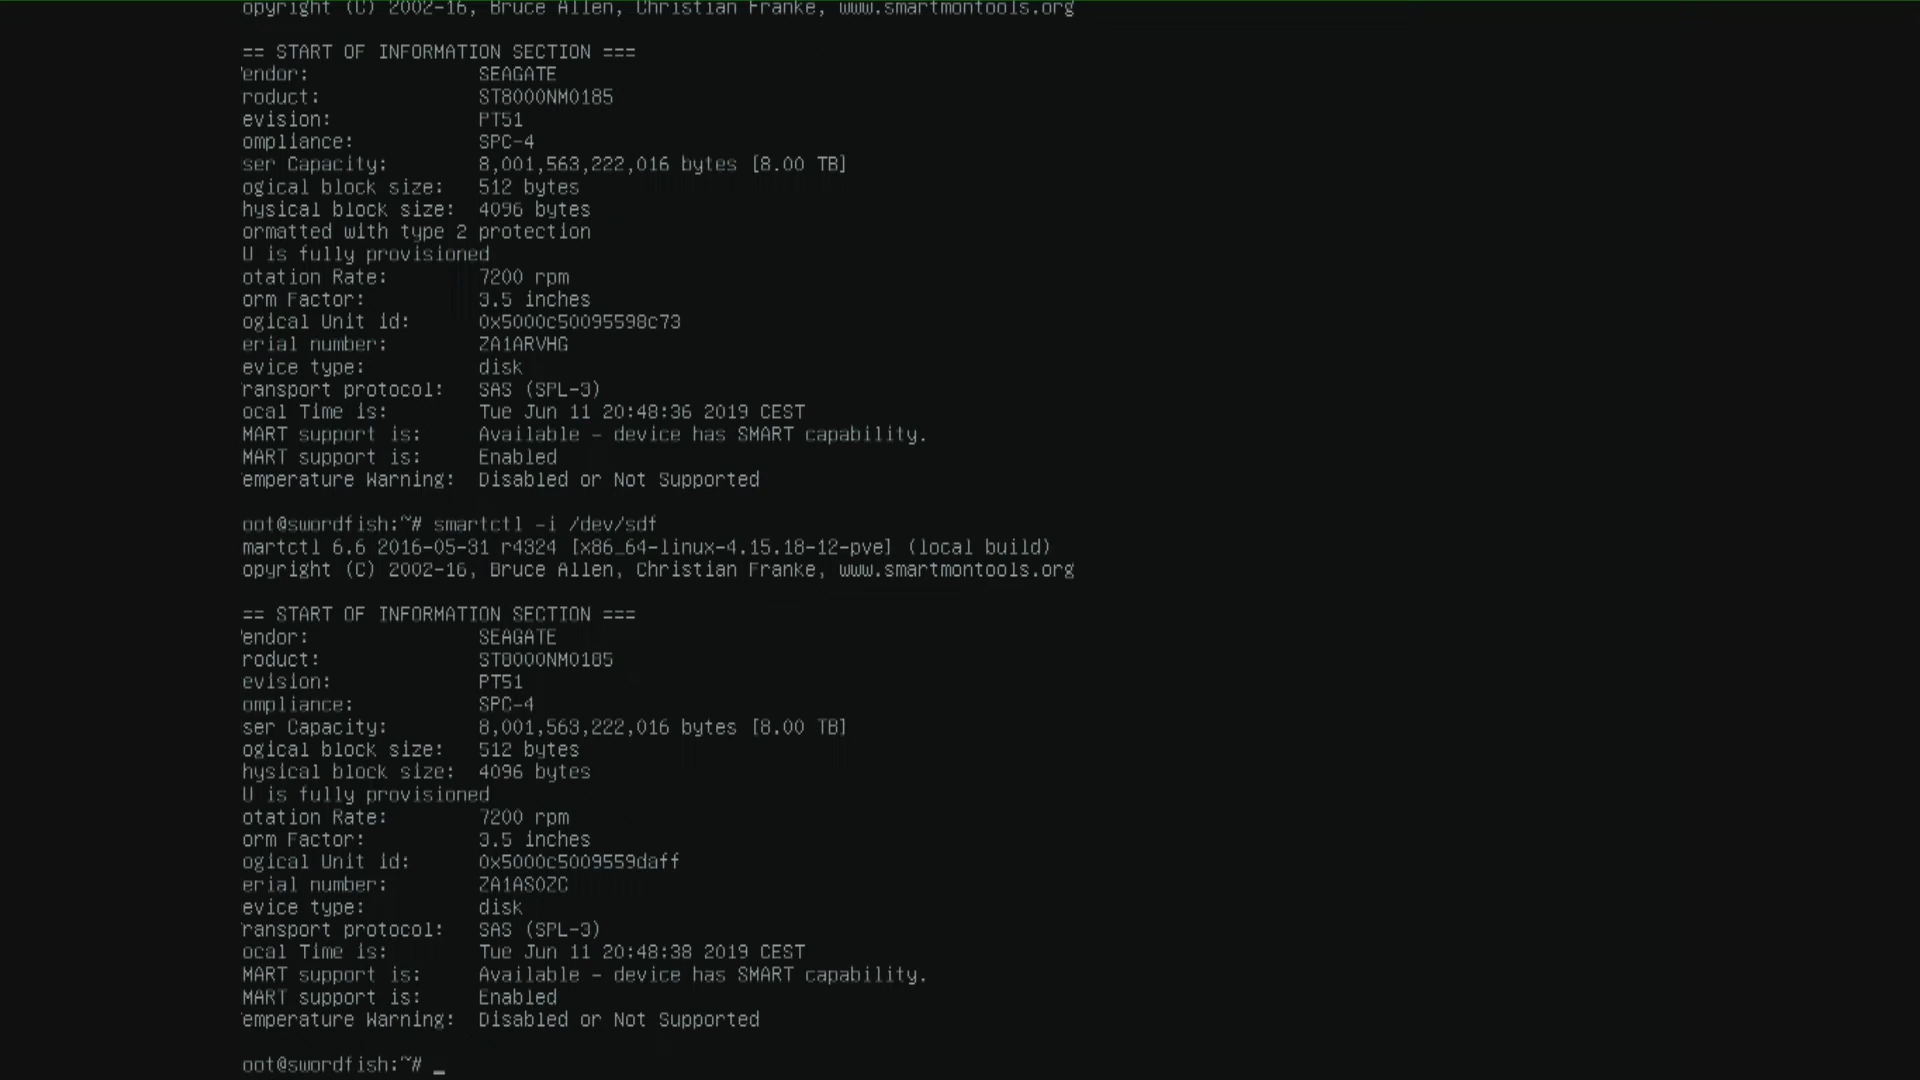 opyright (C) 2002-16, Bruce Allen, Christian Franke, www.smartmontools.org
== START OF INFORMATION SECTION ===
endor: SEAGATE
roduct: ST8000NM0185
evision: PT51
ompliance: SPC-4
ser Capacity: 8,001,563,222,016 bytes [8.00 TB]
ogical block size: 512 bytes
hysical block size: 4096 bytes
ormatted with type 2 protection
U is fully provisioned
otation Rate: 7200 rpm
orm Factor: 3.5 inches
ogical Unit id: 0x5000c50095598c73
erial number: ZA1ARVHG
evice type: disk
ransport protocol: SAS (SPL-3)
ocal Time is: Tue Jun 11 20:48:36 2019 CEST
MART support is: Available - device has SMART capability.
MART support is: Enabled
emperature Warning: Disabled or Not Supported
oot@swordfish:~# smartctl -i /dev/sdf
martctl 6.6 2016-05-31 r4324 [x86_64-linux-4.15.18-12-pve] (local build)
opyright (C) 2002-16, Bruce Allen, Christian Franke, www.smartmontools.org
== START OF INFORMATION SECTION ===
endor: SEAGATE
roduct: ST8000NM0185
evision: PT51
ompliance: SPC-4
ser Capacity: 8,001,563,222,016 bytes [8.00 TB]
ogical block size: 512 bytes
hysical block size: 4096 bytes
U is fully provisioned
otation Rate: 7200 rpm
orm Factor: 3.5 inches
ogical Unit id: 0x5000c5009559daff
erial number: ZA1AS0ZC
evice type: disk
ransport protocol: SAS (SPL-3)
ocal Time is: Tue Jun 11 20:48:38 2019 CEST
MART support is: Available - device has SMART capability.
MART support is: Enabled
emperature Warning: Disabled or Not Supported
oot@swordfish:~# _